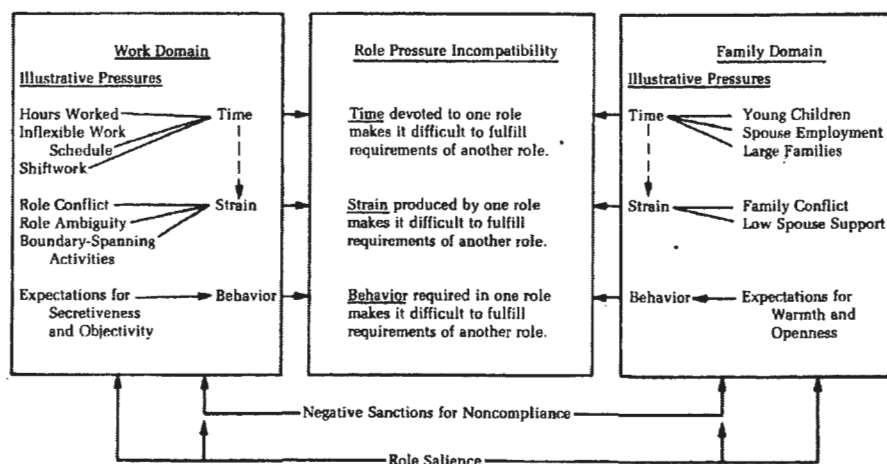 Work Domain
Illustrative Pressures
Hours Worked
Inflexible Work
Schedule
Shiftwork
Time
Role Conflict
Role Ambiguity
Boundary-Spanning
Activities
Strain
Expectations for
Secretiveness
and Objectivity
Behavior
Role Pressure Incompatibility
Time devoted to one role
makes it difficult to fulfill
requirements of another role.
Strain produced by one role
makes it difficult to fulfill
requirements of another role.
Behavior required in one role
makes it difficult to fulfill
requirements of another role.
Family Domain
Illustrative Pressures
Time
Young Children
Spouse Employment
Large Families
Strain
Family Conflict
Low Spouse Support
Behavior
Expectations for
Warmth and
Openness
Negative Sanctions for Noncompliance
Role Salience